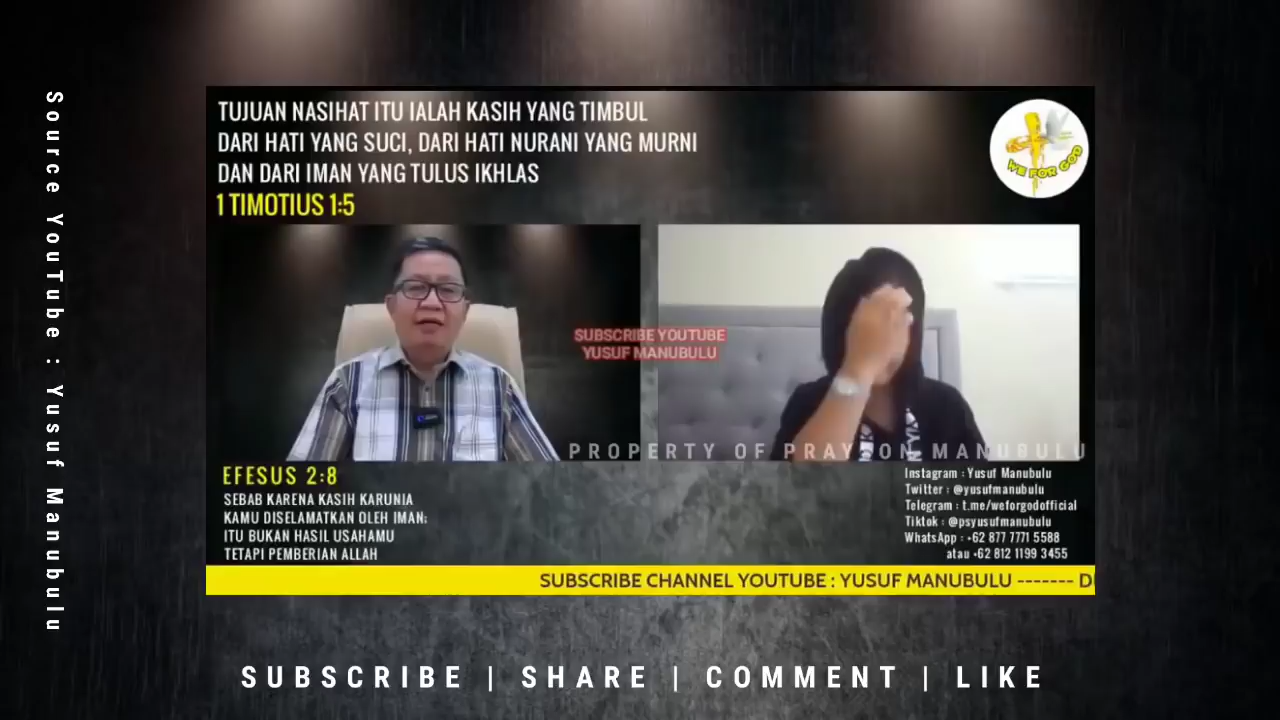 Source YouTube : Yusuf Manubulu
TUJUAN NASIHAT ITU IALAH KASIH YANG TIMBUL
DARI HATI YANG SUCI, DARI HATI NURANI YANG MURNI
DAN DARI IMAN YANG TULUS IKHLAS
1 TIMOTIUS 1:5
WE FOR GOD
SUBSCRIBE YOUTUBE
YUSUF MANUBULU
PROPERTY OF PRAY ON MANUBULU
EFESUS 2:8
SEBAB KARENA KASIH KARUNIA
KAMU DISELAMATKAN OLEH IMAN;
ITU BUKAN HASIL USAHAMU
TETAPI PEMBERIAN ALLAH
Instagram : Yusuf Manubulu
Twitter : @yusufmanubulu
Telegram : t.me/weforgodofficial
Tiktok : @psyusufmanubulu
WhatsApp : +62 877 7771 5588
atau +62 812 1199 3455
SUBSCRIBE CHANNEL YOUTUBE : YUSUF MANUBULU ------- D
SUBSCRIBE | SHARE | COMMENT | LIKE